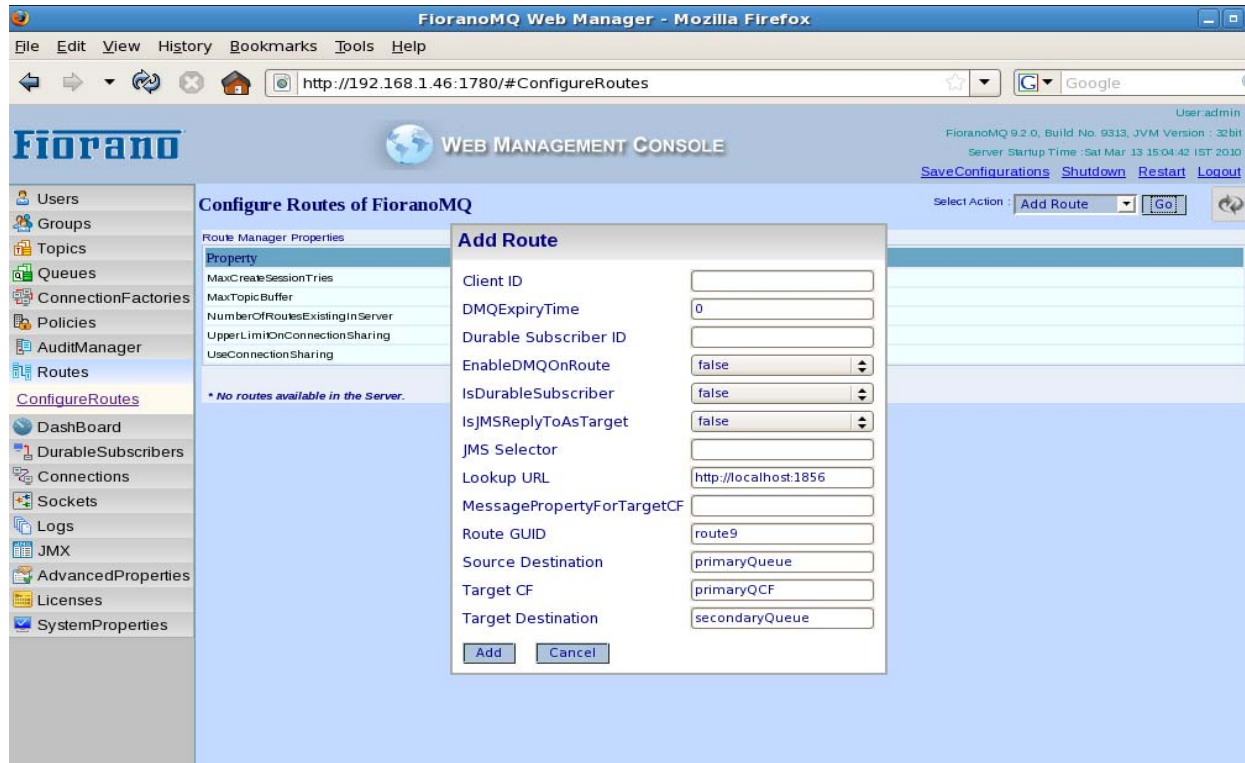 FioranoMQ Web Manager - Mozilla Firefox
File Edit View History Bookmarks Tools Help
http://192.168.1.46:1780/#ConfigureRoutes
G Google
Fiorano
WEB MANAGEMENT CONSOLE
User:admin
FioranoMQ 9.2.0, Build No. 9313, JVM Version : 32bit
Server Startup Time :Sat Mar 13 15:04:42 IST 2010
SaveConfigurations Shutdown Restart Logout
Users
Groups
Topics
Queues
ConnectionFactories
Policies
AuditManager
Routes
ConfigureRoutes
DashBoard
DurableSubscribers
Connections
Sockets
Logs
JMX
AdvancedProperties
Licenses
SystemProperties
Configure Routes of FioranoMQ
Select Action : Add Route Go
Route Manager Properties
Property
MaxCreateSessionTries
MaxTopicBuffer
NumberOfRoutesExistingInServer
UpperLimitOnConnectionSharing
UseConnectionSharing
* No routes available in the Server.
Add Route
Client ID
DMQExpiryTime 0
Durable Subscriber ID
EnableDMQOnRoute false
IsDurableSubscriber false
IsJMSReplyToAsTarget false
JMS Selector
Lookup URL http://localhost:1856
MessagePropertyForTargetCF
Route GUID route9
Source Destination primaryQueue
Target CF primaryQCF
Target Destination secondaryQueue
Add Cancel